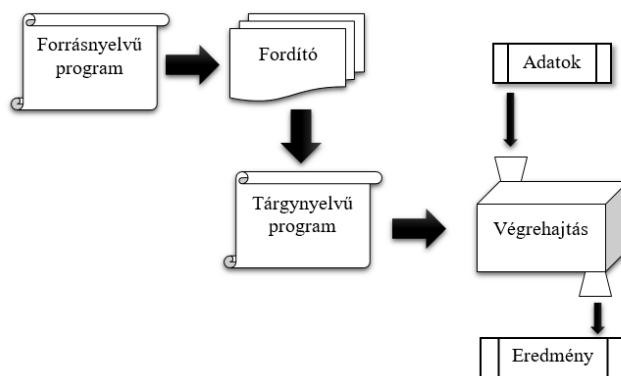 Forrásnyelvű
program
Fordító
Adatok
Tárgynyelvű
program
Végrehajtás
Eredmény